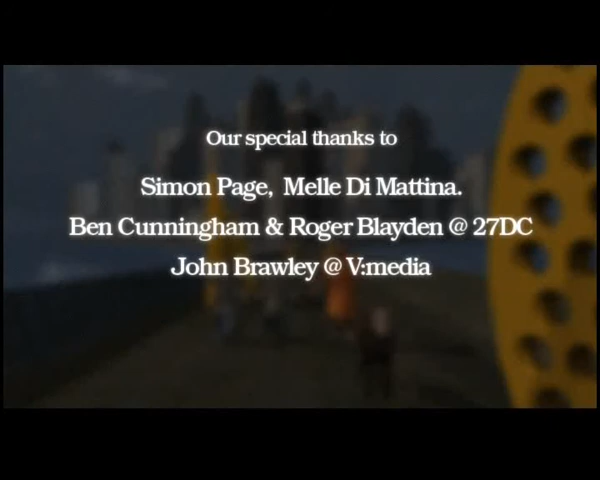 Our special thanks to
Simon Page, Melle Di Mattina.
Ben Cunningham & Roger Blayden @ 27DC
John Brawley @ V:media